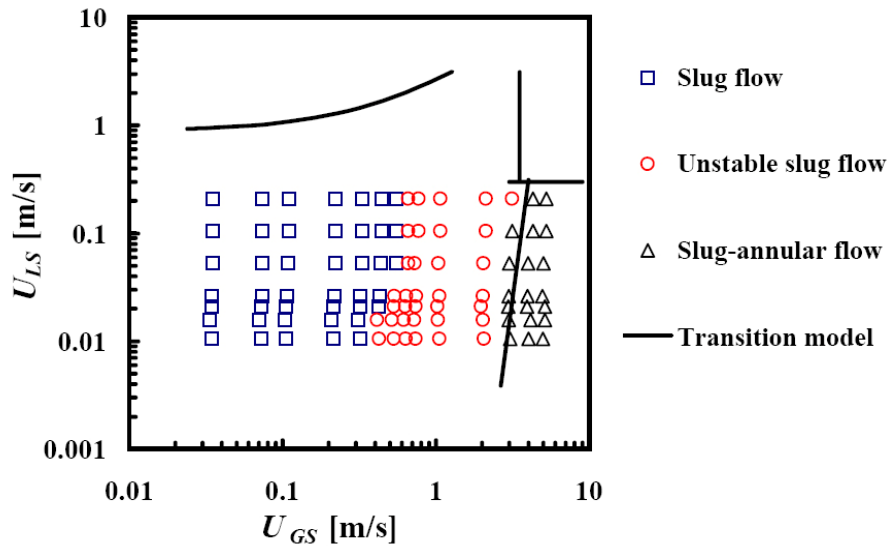 10
1
0.1
0.01
0.001
U_LS [m/s]
0.01 0.1 1 10
U_GS [m/s]
Slug flow
Unstable slug flow
Slug-annular flow
Transition model